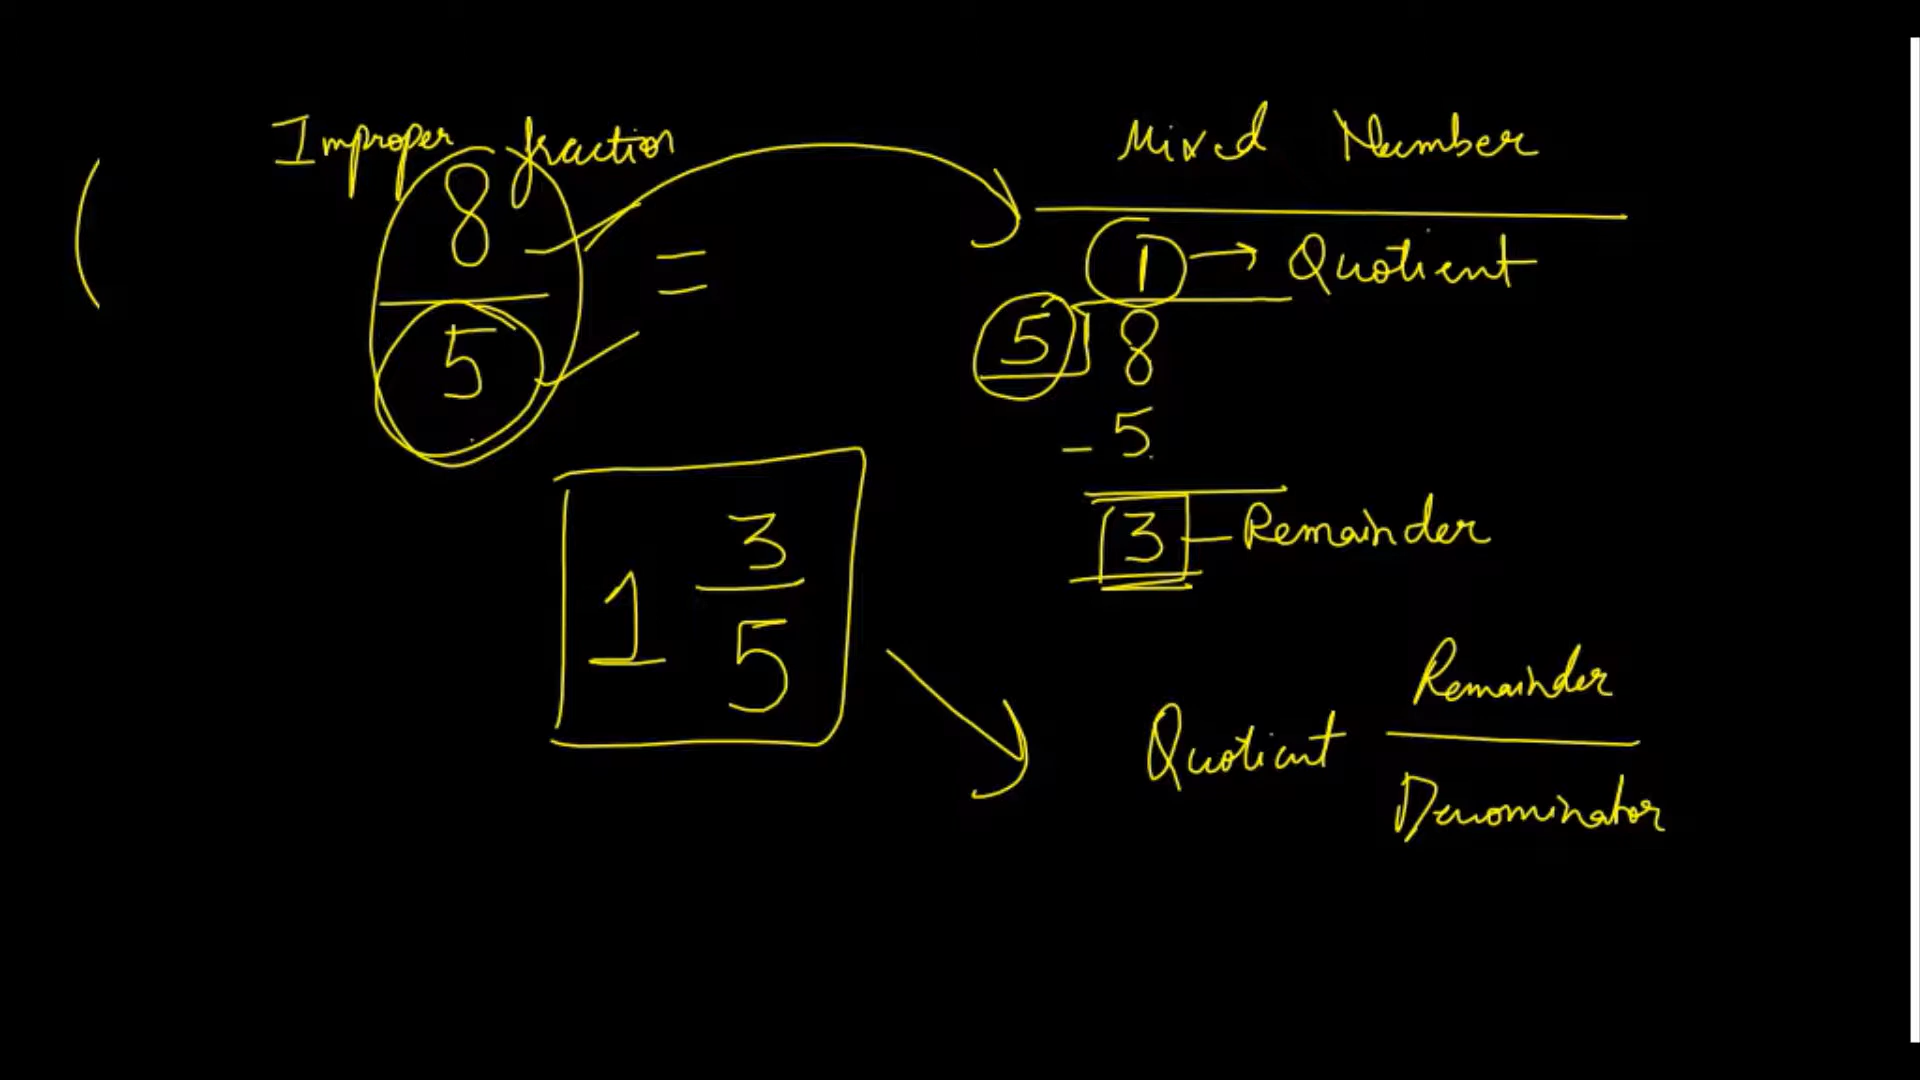 Improper fraction
8
5
=
Mixed Number
1 → Quotient
5 8
- 5
3 - Remainder
1 3
5
Quotient Remainder
Denominator